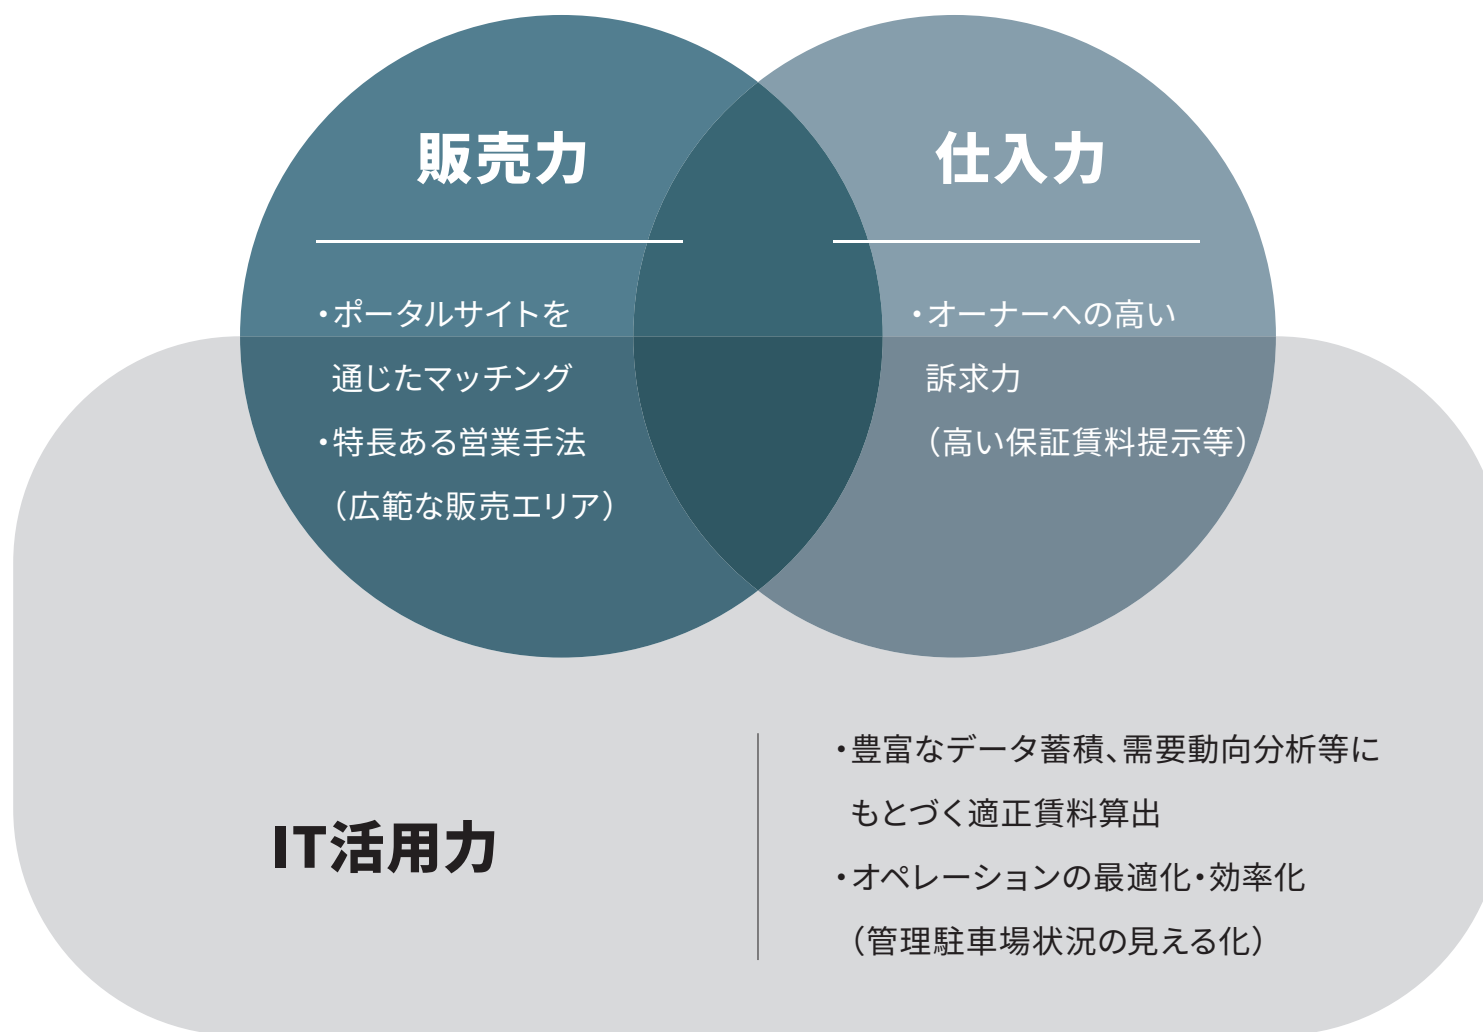 販売力
・ポータルサイトを
通じたマッチング
・特長ある営業手法
（広範な販売エリア）
仕入力
・オーナーへの高い
訴求力
（高い保証賃料提示等）
IT活用力
・豊富なデータ蓄積、需要動向分析等に
もとづく適正賃料算出
・オペレーションの最適化・効率化
（管理駐車場状況の見える化）